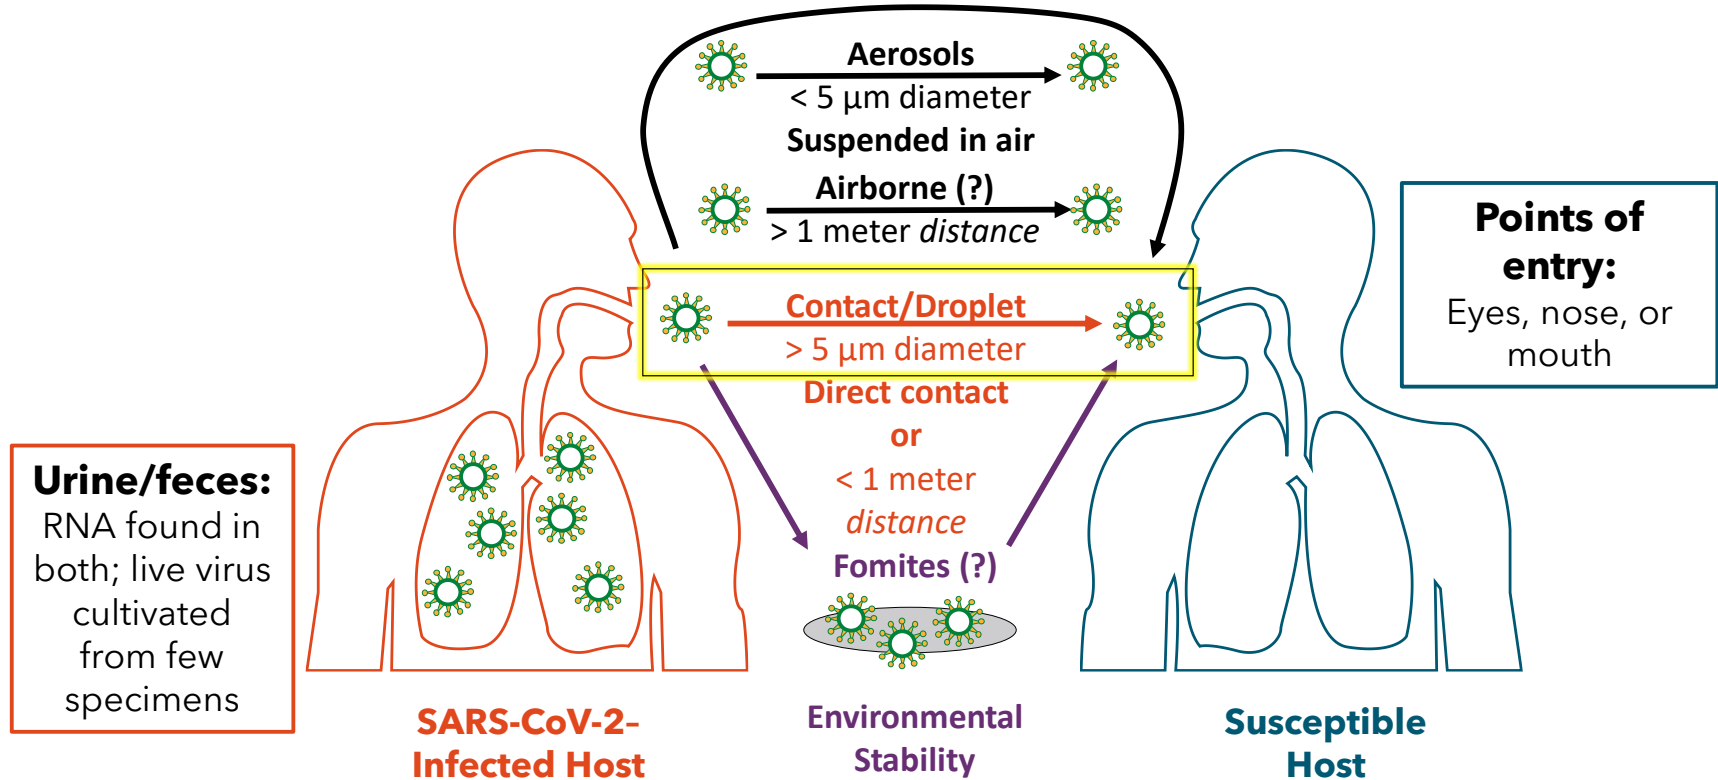 Aerosols
< 5 µm diameter
Suspended in air
Airborne (?)
> 1 meter distance
Contact/Droplet
> 5 µm diameter
Direct contact
or
< 1 meter
distance
Fomites (?)
Environmental
Stability
Urine/feces:
RNA found in
both; live virus
cultivated
from few
specimens
SARS-CoV-2–
Infected Host
Points of
entry:
Eyes, nose, or
mouth
Susceptible
Host